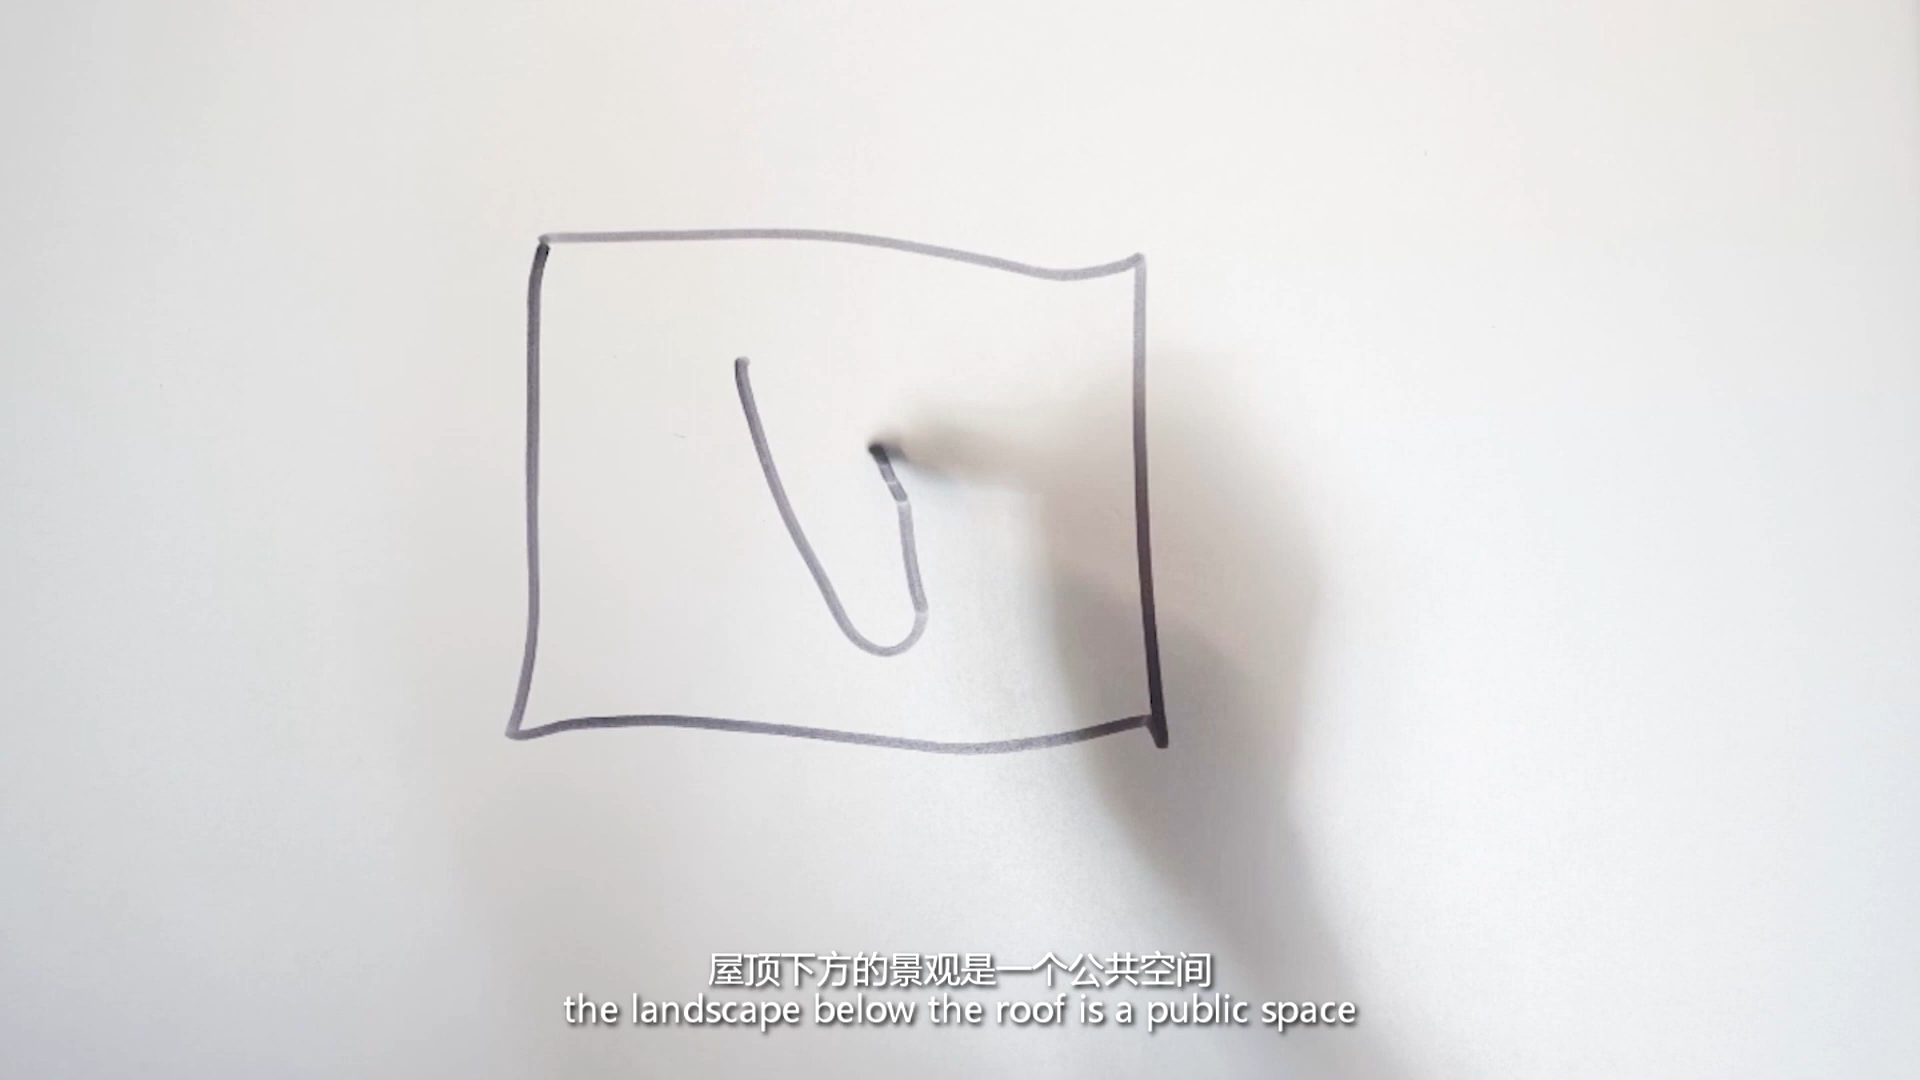 屋顶下方的景观是一个公共空间
the landscape below the roof is a public space